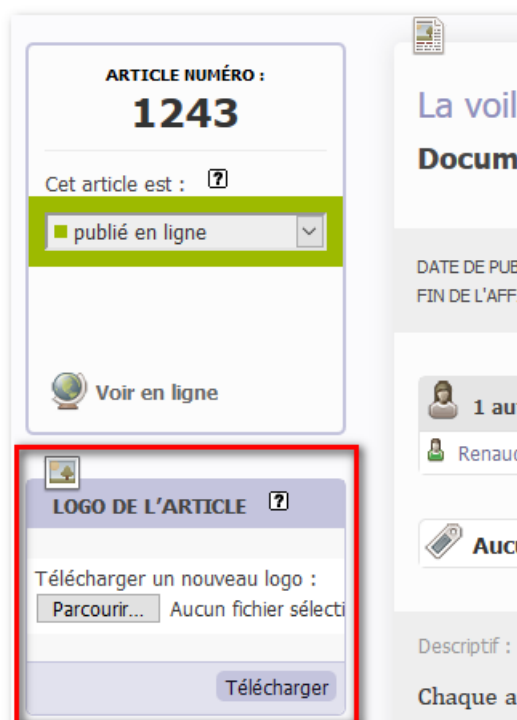 ARTICLE NUMÉRO :
1243
Cet article est : ?
publié en ligne
Voir en ligne
LOGO DE L'ARTICLE ?
Télécharger un nouveau logo :
Parcourir... Aucun fichier sélecti
Télécharger
La voil
Docum
DATE DE PUB
FIN DE L'AFF
1 au
Renaud
Aucu
Descriptif :
Chaque a